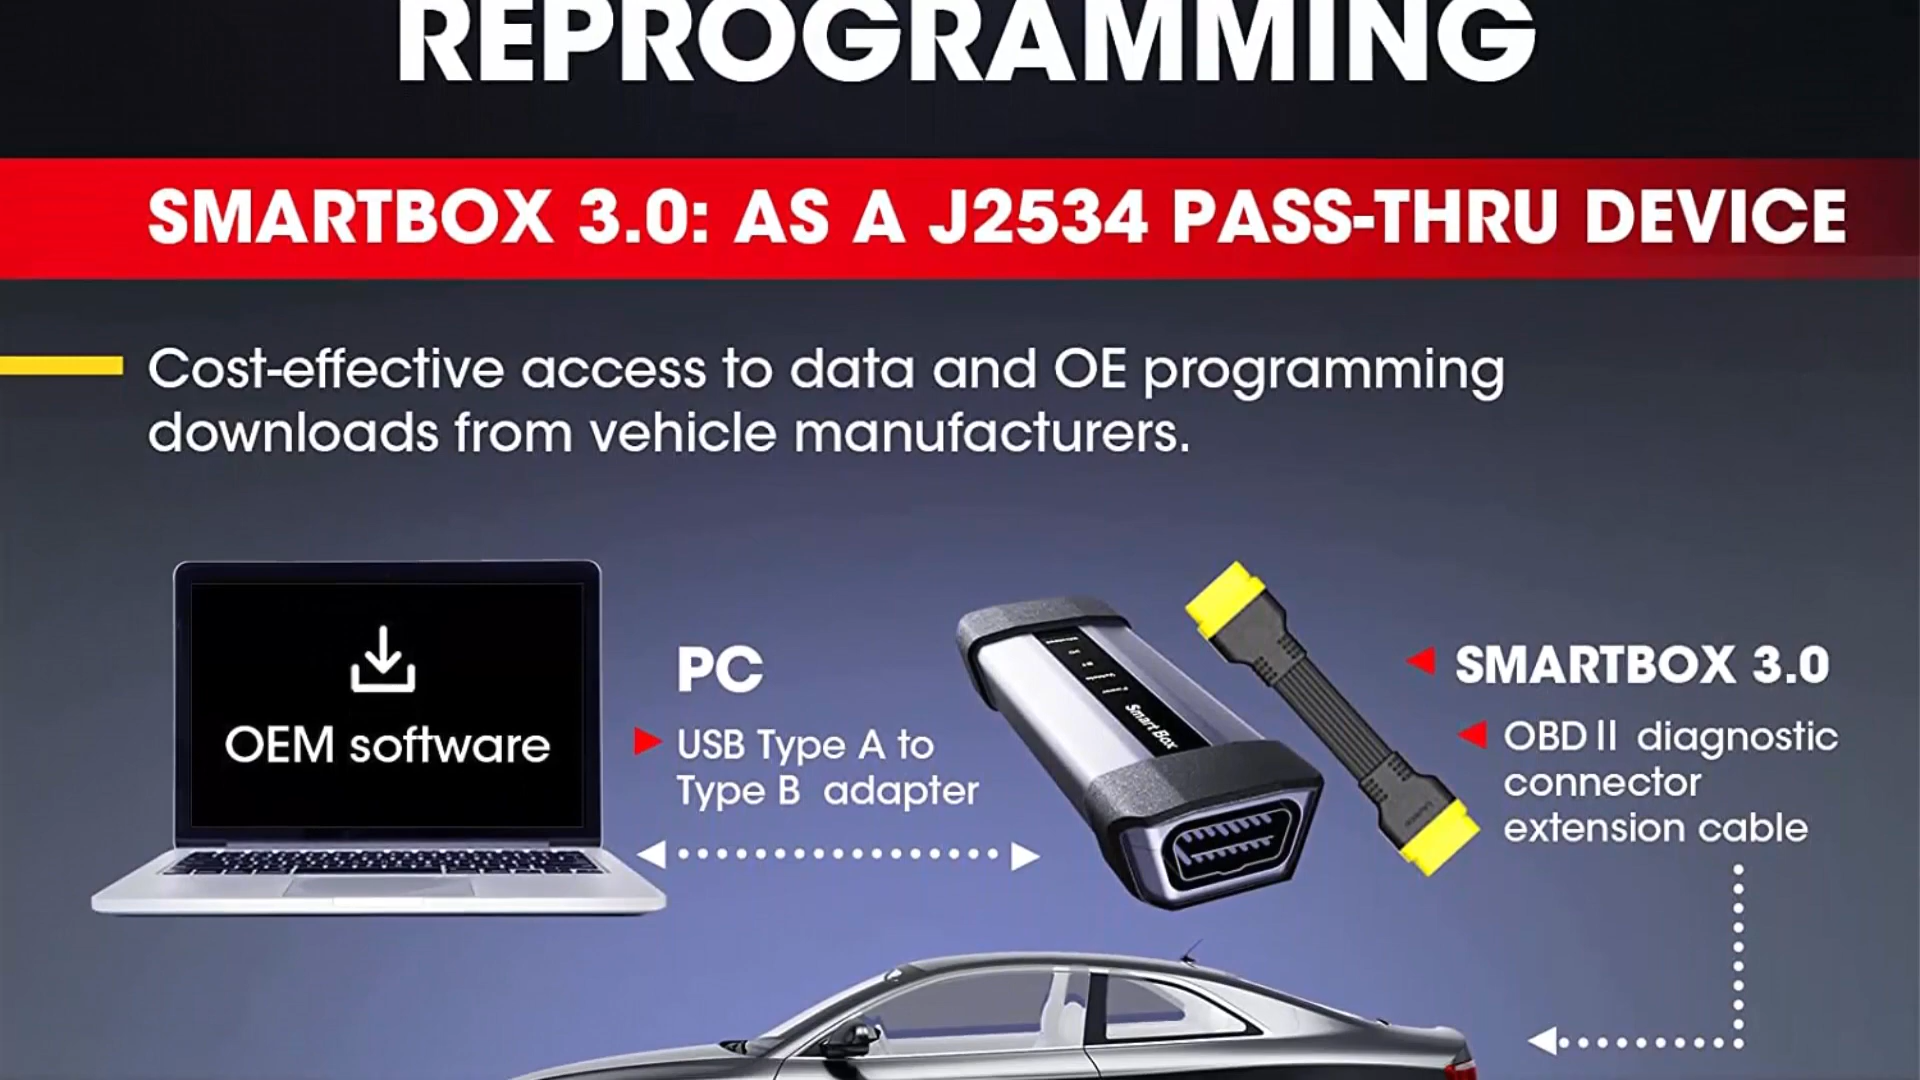 REPROGRAMMING
SMARTBOX 3.0: AS A J2534 PASS-THRU DEVICE
Cost-effective access to data and OE programming
downloads from vehicle manufacturers.
OEM software
PC
USB Type A to
Type B adapter
Smart Box
SMARTBOX 3.0
OBD II diagnostic
connector
extension cable